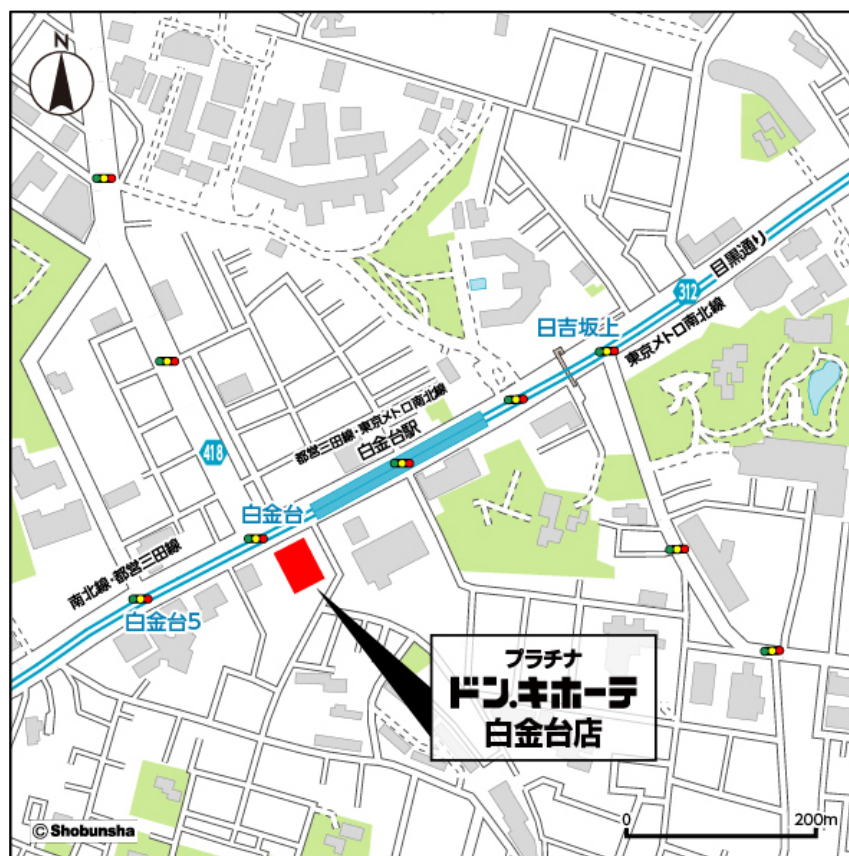 N
目黒通り
312
日吉坂上
東京メトロ南北線
都営三田線・東京メトロ南北線
白金台駅
418
白金台
南北線・都営三田線
白金台5
プラチナ
ドン.キホーテ
白金台店
0 200m
© Shobunsha